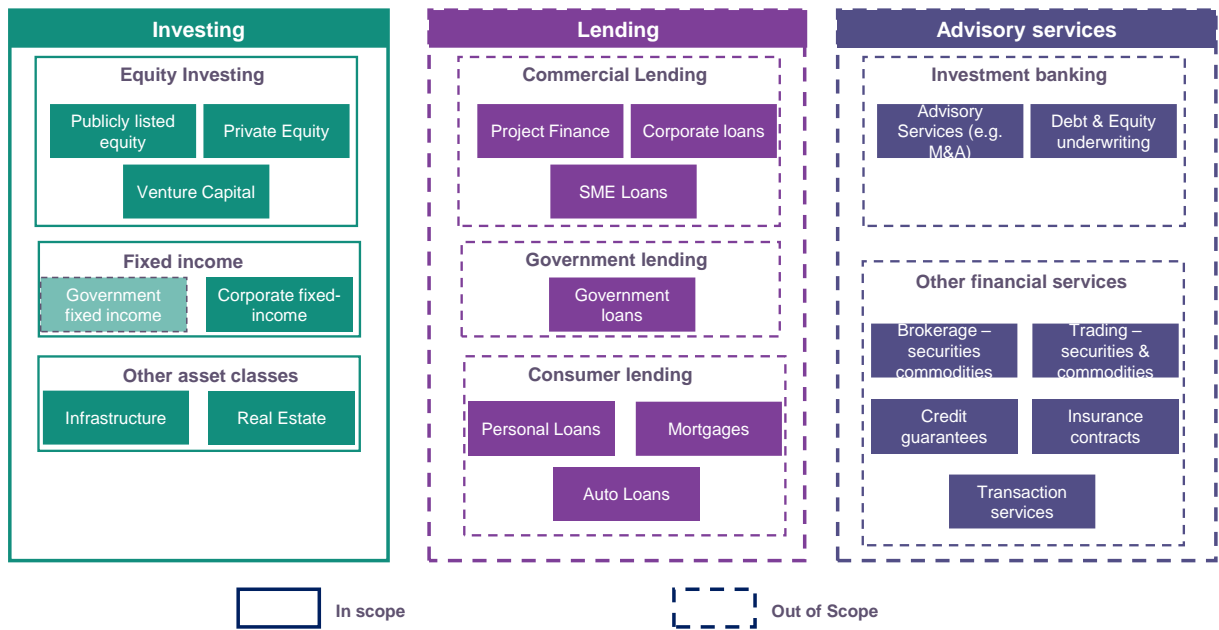 Investing
Equity Investing
Publicly listed
equity
Private Equity
Venture Capital
Fixed income
Government
fixed income
Corporate fixed-
income
Other asset classes
Infrastructure
Real Estate
Lending
Commercial Lending
Project Finance
Corporate loans
SME Loans
Government lending
Government
loans
Consumer lending
Personal Loans
Mortgages
Auto Loans
Advisory services
Investment banking
Advisory
Services (e.g.
M&A)
Debt & Equity
underwriting
Other financial services
Brokerage –
securities
commodities
Trading –
securities &
commodities
Credit
guarantees
Insurance
contracts
Transaction
services
In scope
Out of Scope